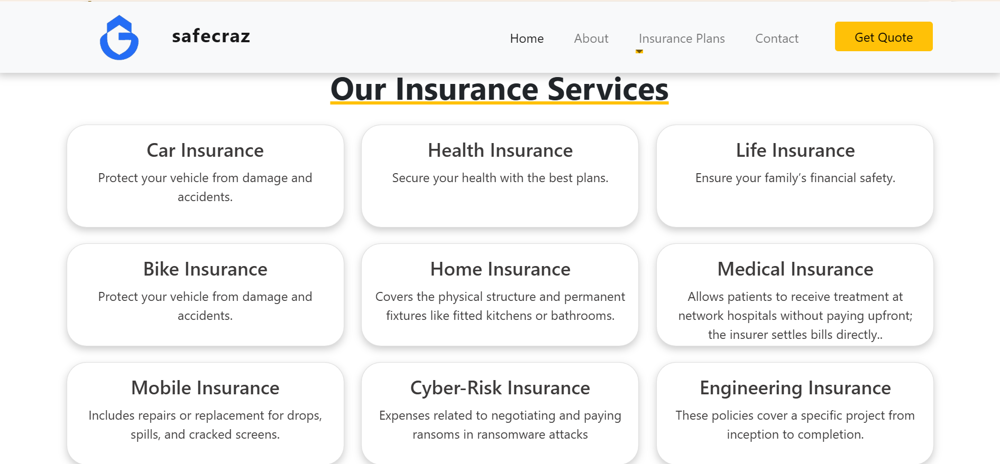 safecraz
Home
About
Insurance Plans
Contact
Get Quote
Our Insurance Services
Car Insurance
Protect your vehicle from damage and
accidents.
Health Insurance
Secure your health with the best plans.
Life Insurance
Ensure your family’s financial safety.
Bike Insurance
Protect your vehicle from damage and
accidents.
Home Insurance
Covers the physical structure and permanent
fixtures like fitted kitchens or bathrooms.
Medical Insurance
Allows patients to receive treatment at
network hospitals without paying upfront;
the insurer settles bills directly..
Mobile Insurance
Includes repairs or replacement for drops,
spills, and cracked screens.
Cyber-Risk Insurance
Expenses related to negotiating and paying
ransoms in ransomware attacks
Engineering Insurance
These policies cover a specific project from
inception to completion.